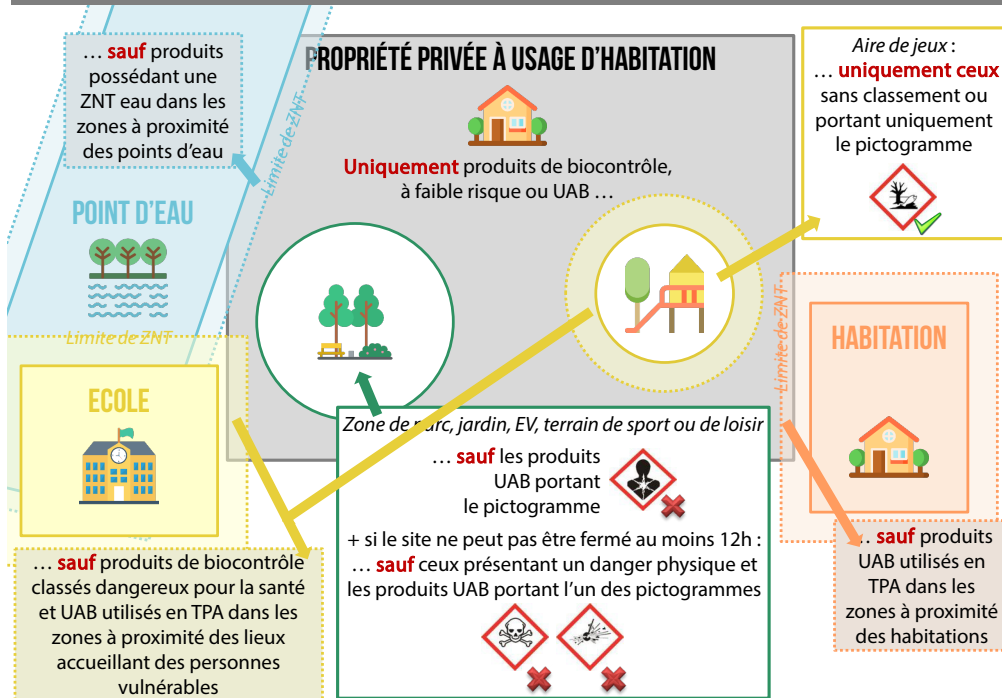 … sauf produits
possédant une
ZNT eau dans les
zones à proximité
des points d’eau
Limite de ZNT
POINT D’EAU
Limite de ZNT
PROPRIÉTÉ PRIVÉE À USAGE D’HABITATION
Uniquement produits de biocontrôle,
à faible risque ou UAB …
Aire de jeux :
… uniquement ceux
sans classement ou
portant uniquement
le pictogramme
Limite de ZNT
HABITATION
ECOLE
Zone de parc, jardin, EV, terrain de sport ou de loisir
… sauf les produits
UAB portant
le pictogramme
+ si le site ne peut pas être fermé au moins 12h :
… sauf ceux présentant un danger physique et
les produits UAB portant l’un des pictogrammes
… sauf produits de biocontrôle
classés dangereux pour la santé
et UAB utilisés en TPA dans les
zones à proximité des lieux
accueillant des personnes
vulnérables
… sauf produits
UAB utilisés en
TPA dans les
zones à proximité
des habitations